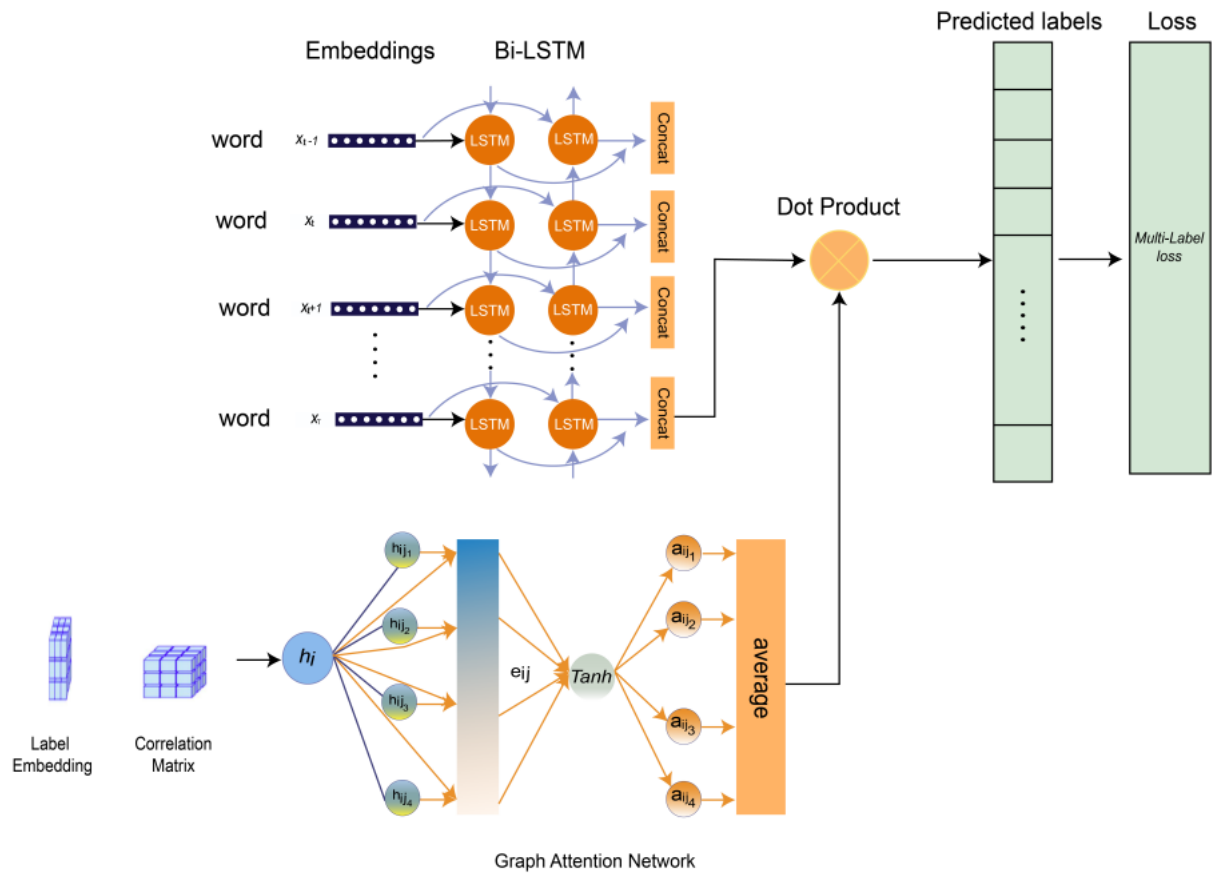 Predicted labels
Loss
Embeddings
Bi-LSTM
word
Xt-1
LSTM
LSTM
Concat
word
Xt
LSTM
LSTM
Concat
Dot Product
Multi-Label
loss
word
Xt+1
LSTM
LSTM
Concat
word
LSTM
LSTM
Concat
hij1
aij1
hij2
aij2
hi
eij
Tanh
average
hij3
aij3
Label
Embedding
Correlation
Matrix
hij4
aij4
Graph Attention Network